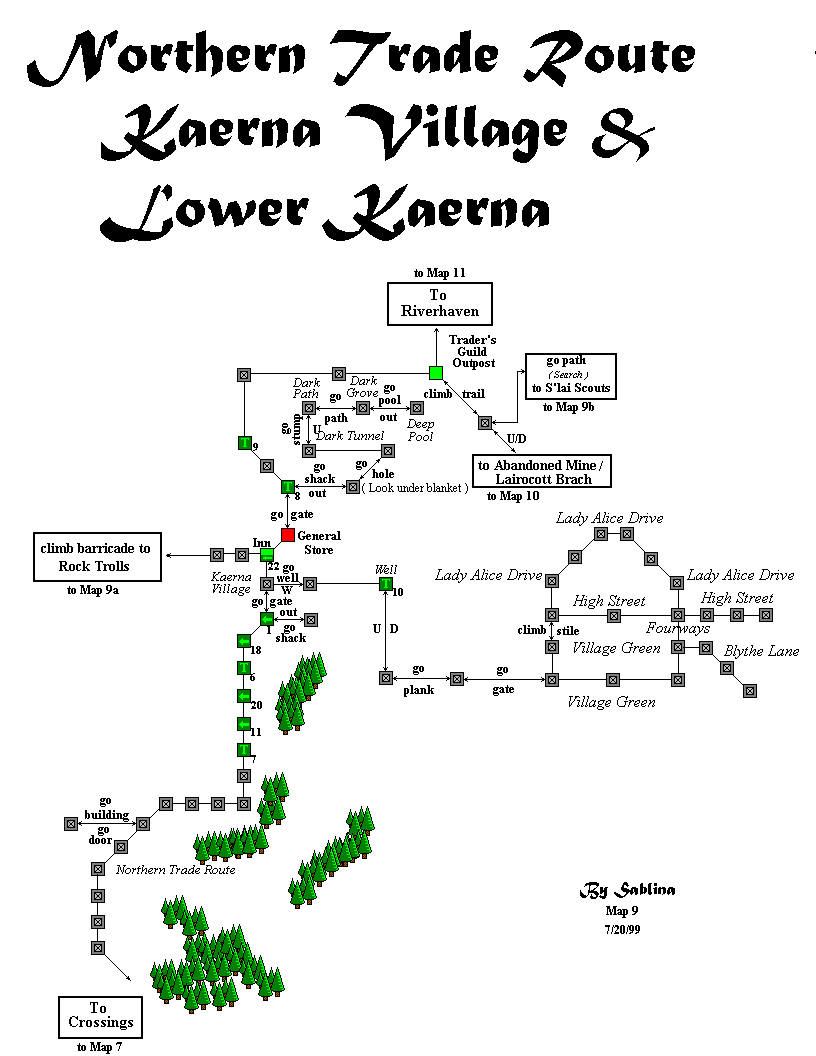 Northern Trade Route
Kaerna Village &
Lower Kaerna
to Map 11
To
Riverhaven
Trader's
Guild
Outpost
go path
(Search)
to S'lai Scouts
to Map 9b
climb trail
U/D
to Abandoned Mine /
Lairocott Brach
to Map 10
Dark
Path
Dark
Grove
go
path
go
pool
out
Deep
Pool
go
stump
U
Dark Tunnel
9
go
shack
out
go
hole
( Look under blanket )
8
go gate
General
Store
Inn
22
climb barricade to
Rock Trolls
to Map 9a
Kaerna
Village
go
well
W
Well
T
10
go gate
out
go
shack
1
18
T
6
20
11
T
7
U D
go
plank
go
gate
Lady Alice Drive
Lady Alice Drive
Lady Alice Drive
High Street
High Street
climb stile
Fourways
Village Green
Blythe Lane
Village Green
go
building
go
door
Northern Trade Route
By Sablina
Map 9
7/20/99
To
Crossings
to Map 7
T
T